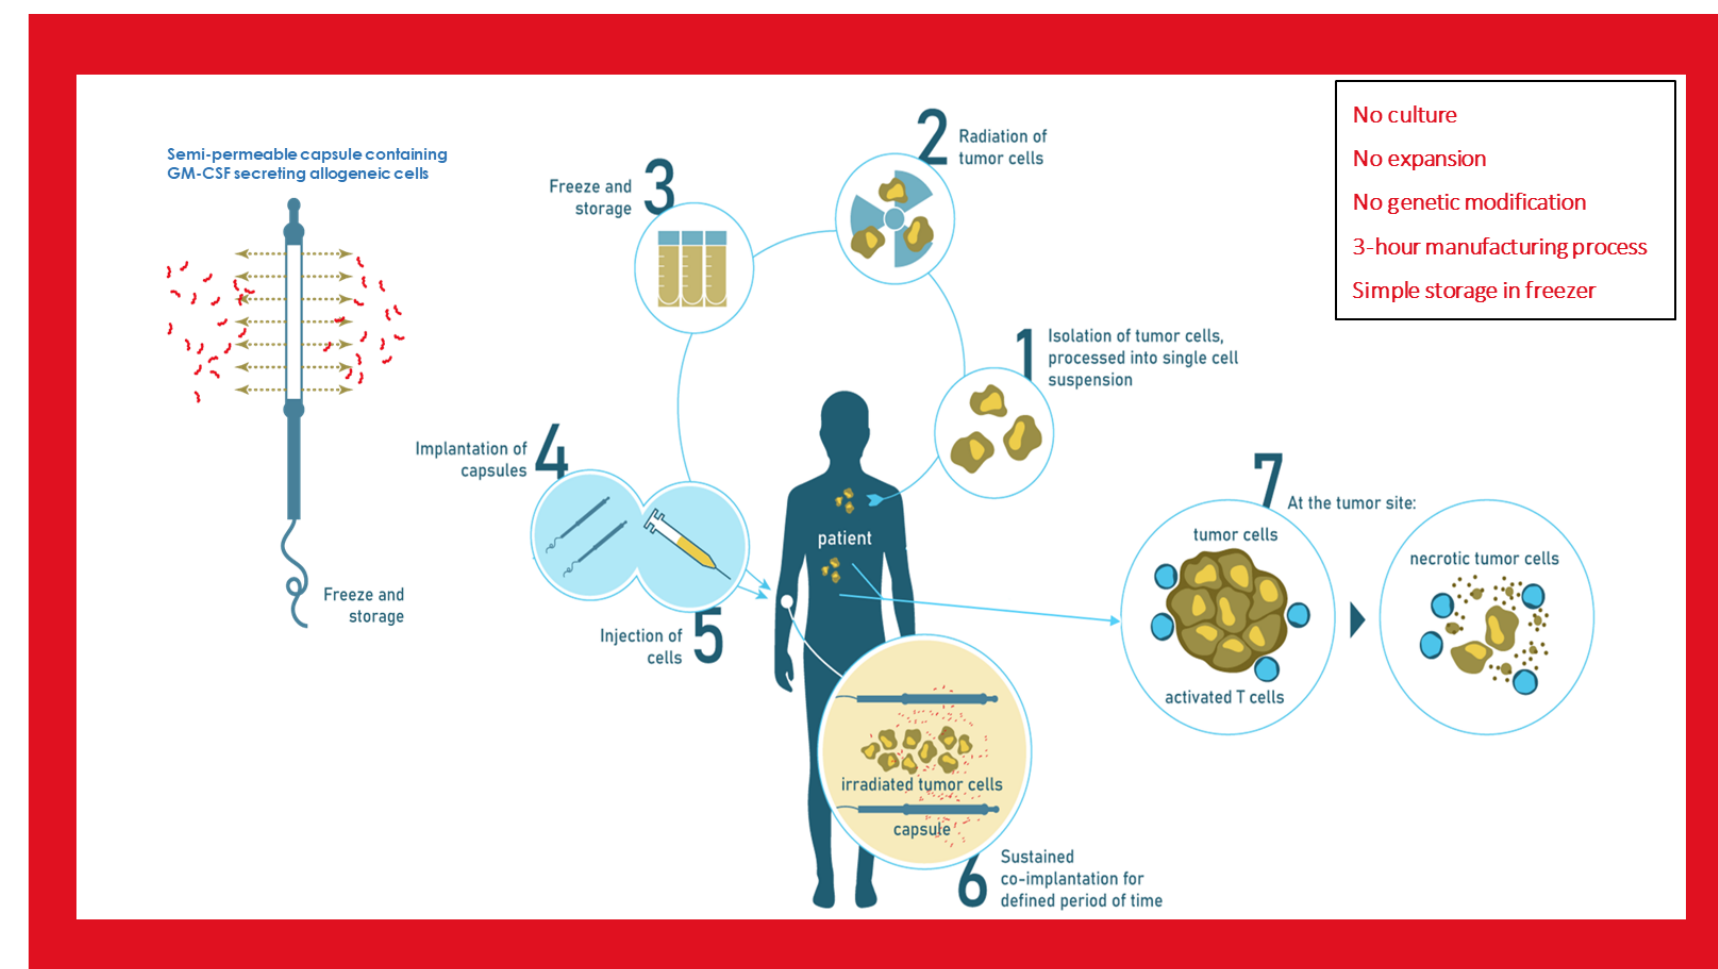 Semi-permeable capsule containing
GM-CSF secreting allogeneic cells
Freeze and
storage
No culture
No expansion
No genetic modification
3-hour manufacturing process
Simple storage in freezer
1
Isolation of tumor cells,
processed into single cell
suspension
2
Radiation of
tumor cells
3
Freeze and
storage
4
Implantation of
capsules
5
Injection of
cells
patient
irradiated tumor cells
capsule
6
Sustained
co-implantation for
defined period of time
7
At the tumor site:
tumor cells
activated T cells
necrotic tumor cells